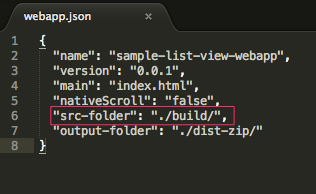 webapp.json ×
1 {
2 "name": "sample-list-view-webapp",
3 "version": "0.0.1",
4 "main": "index.html",
5 "nativeScroll": "false",
6 "src-folder": "./build/",
7 "output-folder": "./dist-zip/"
8 }